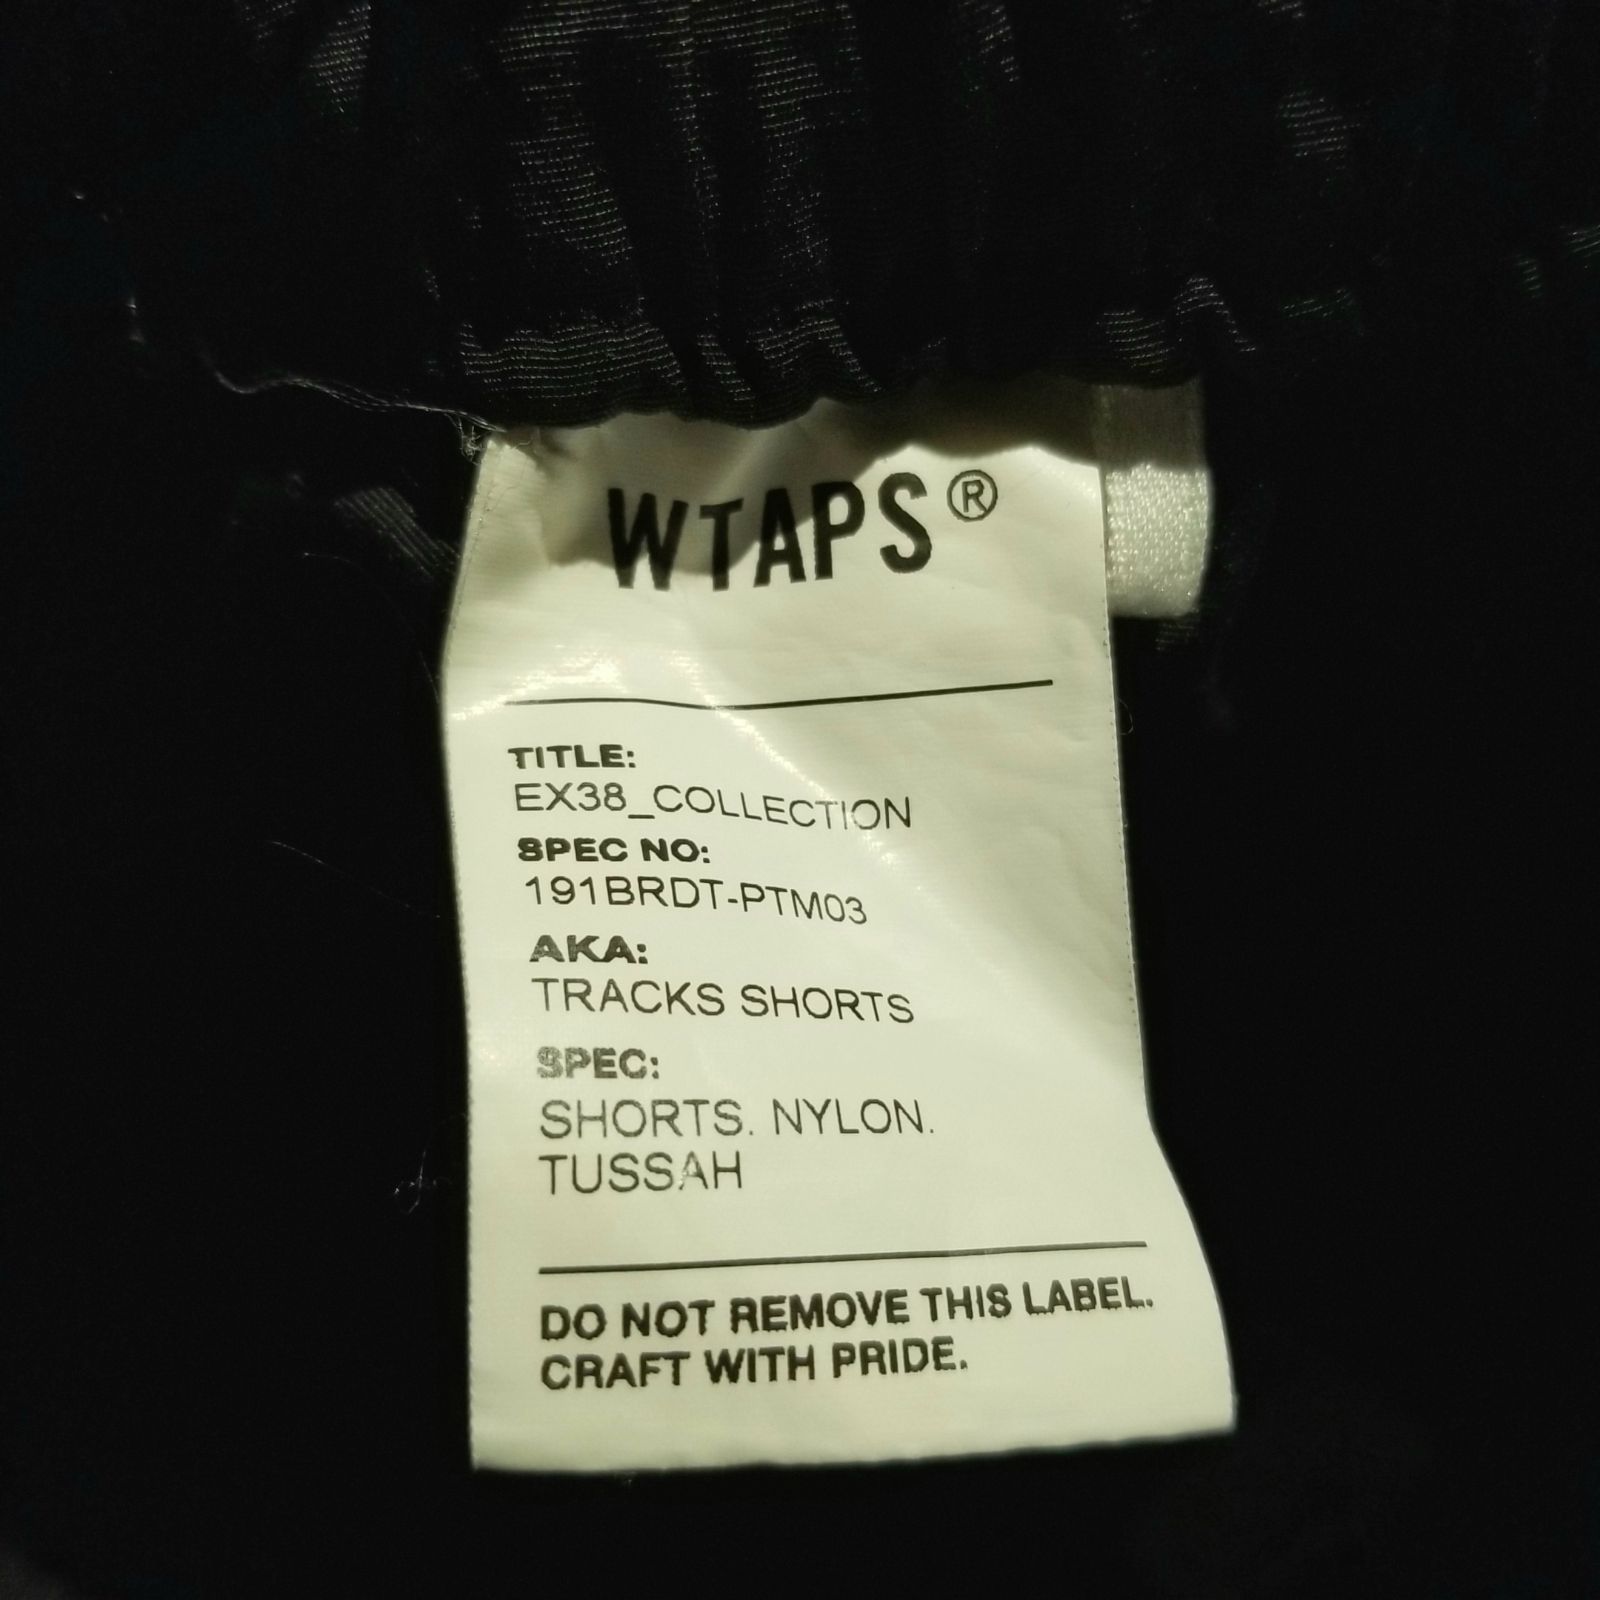 WTAPS®
TITLE:
EX38_COLLECTION
SPEC NO:
191BRDT-PTM03
AKA:
TRACKS SHORTS
SPEC:
SHORTS. NYLON.
TUSSAH
DO NOT REMOVE THIS LABEL.
CRAFT WITH PRIDE.